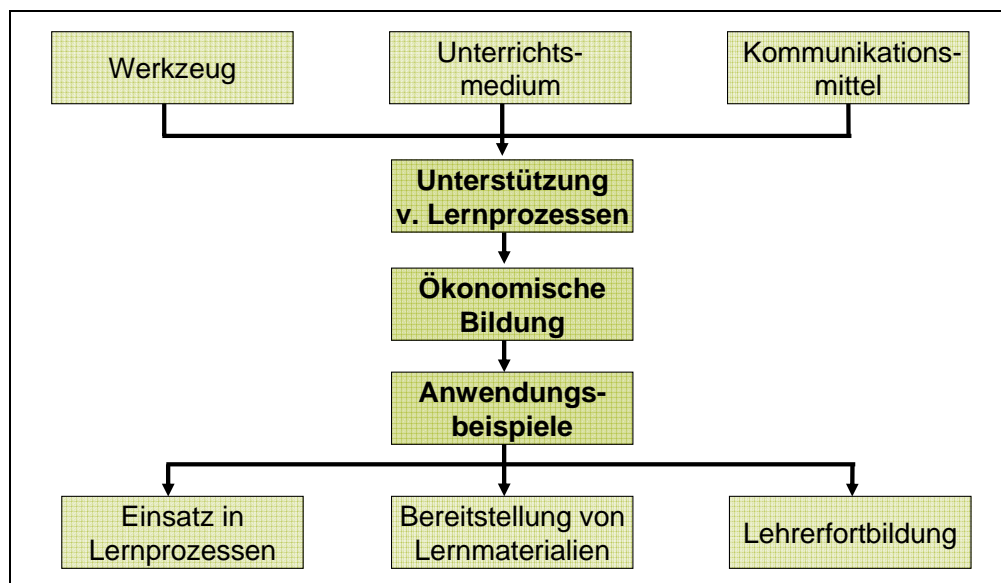 Werkzeug
Unterrichts-
medium
Kommunikations-
mittel
Unterstützung
v. Lernprozessen
Ökonomische
Bildung
Anwendungs-
beispiele
Einsatz in
Lernprozessen
Bereitstellung von
Lernmaterialien
Lehrerfortbildung